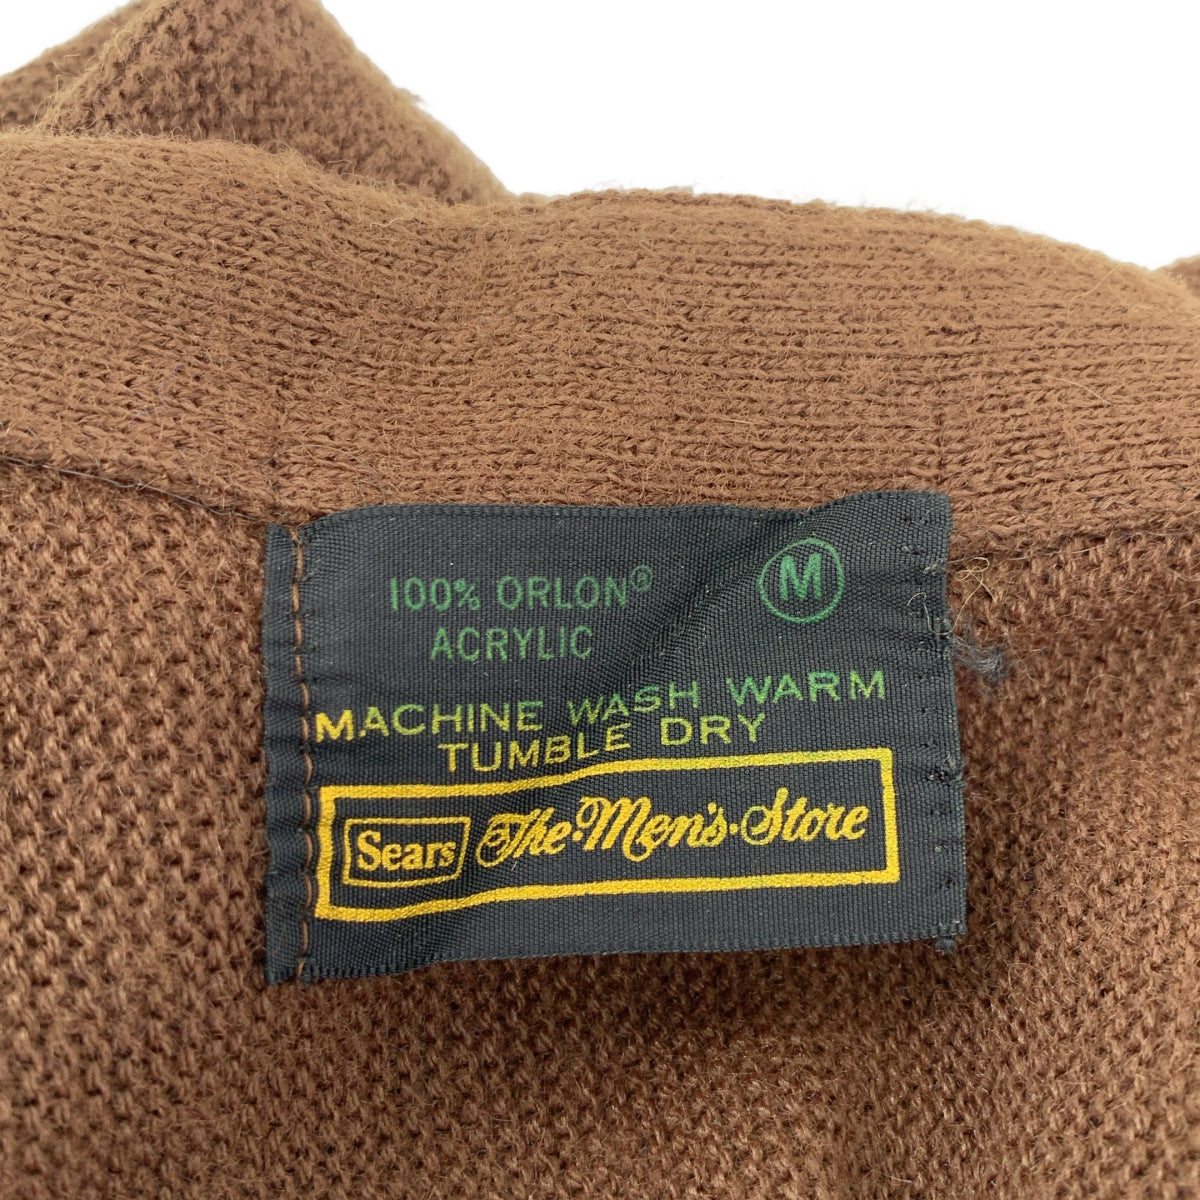 100% ORLON® M
ACRYLIC
MACHINE WASH WARM
TUMBLE DRY
Sears The·Men's·Store